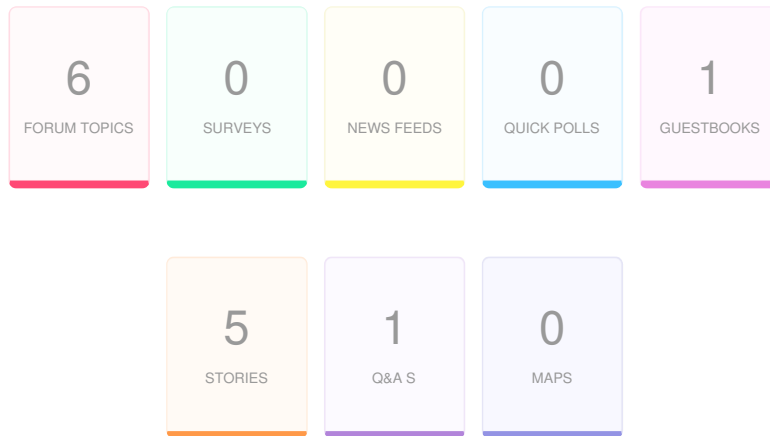 6
FORUM TOPICS
0
SURVEYS
0
NEWS FEEDS
0
QUICK POLLS
1
GUESTBOOKS
5
STORIES
1
Q&A S
0
MAPS